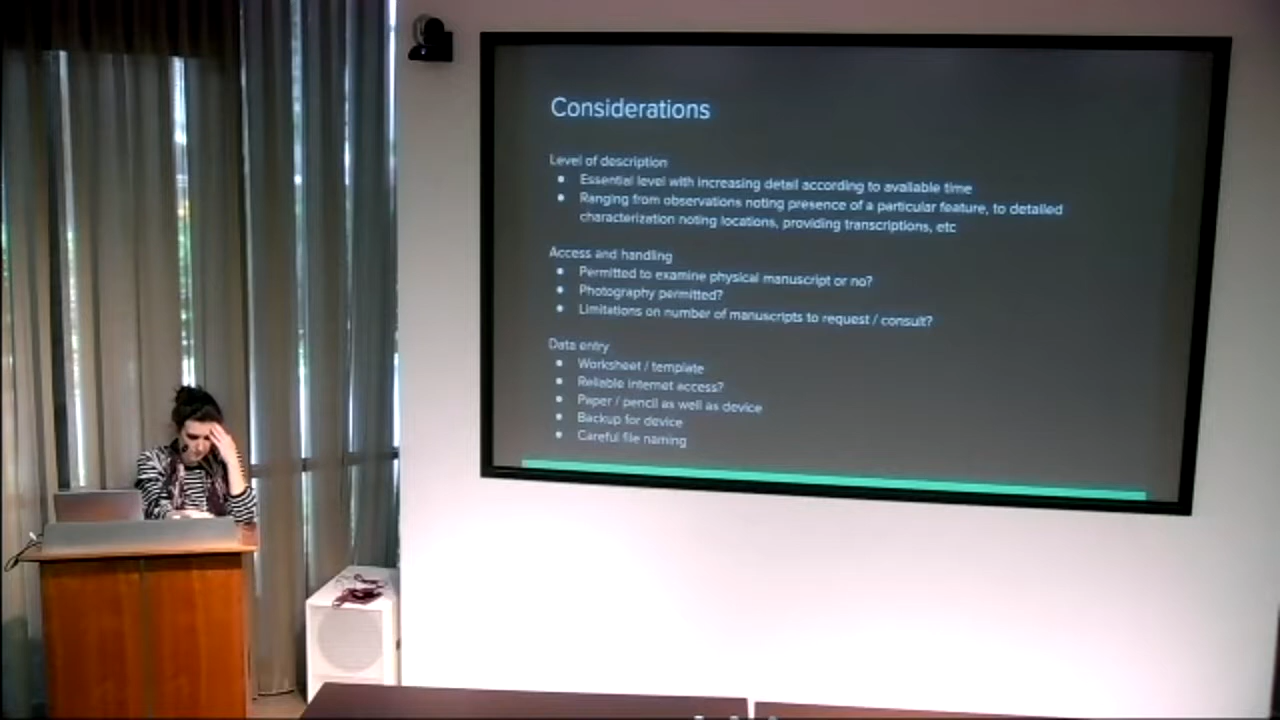 Considerations
Level of description
● Essential level with increasing detail according to available time
● Ranging from observations noting presence of a particular feature, to detailed
characterization noting locations, providing transcriptions, etc
Access and handling
● Permitted to examine physical manuscript or no?
● Photography permitted?
● Limitations on number of manuscripts to request / consult?
Data entry
● Worksheet / template
● Reliable internet access?
● Paper / pencil as well as device
● Backup for device
● Careful file naming